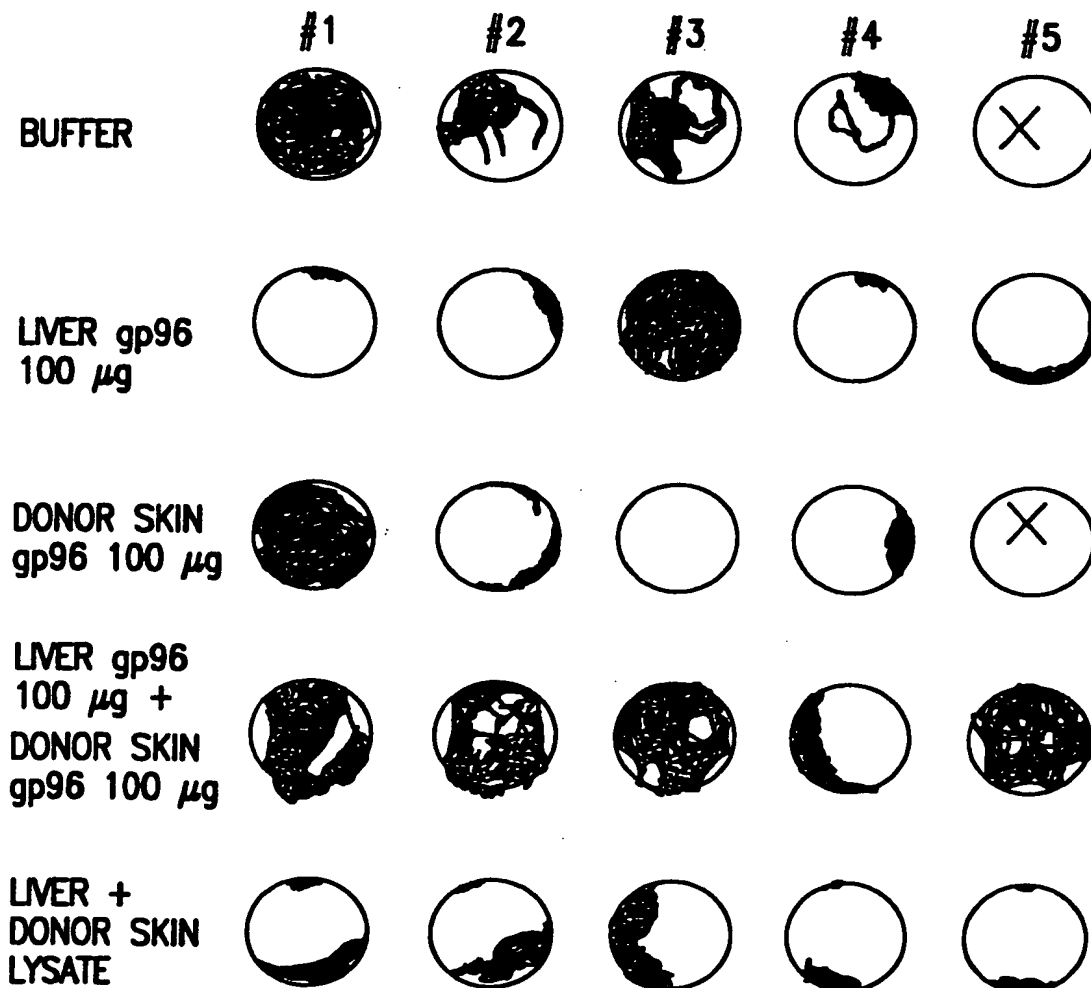 #1 #2 #3 #4 #5
BUFFER
LIVER gp96
100 μg
DONOR SKIN
gp96 100 μg
LIVER gp96
100 μg +
DONOR SKIN
gp96 100 μg
LIVER +
DONOR SKIN
LYSATE